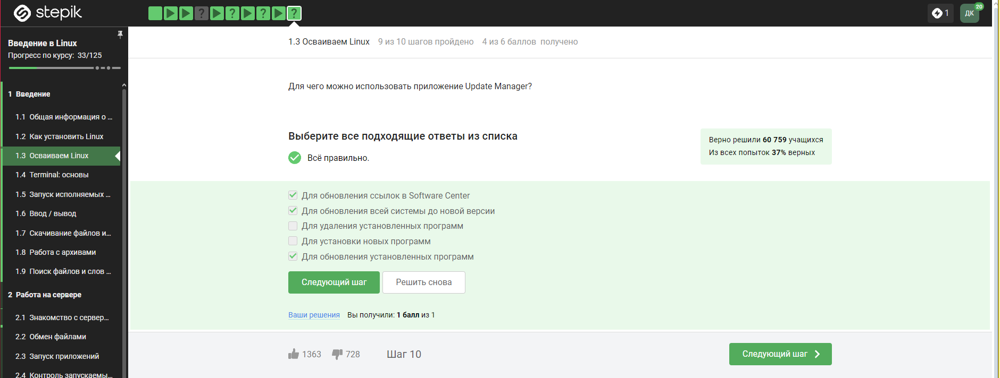 stepik
1
ДК
20
Введение в Linux
Прогресс по курсу: 33/125
1 Введение
1.1 Общая информация о ...
1.2 Как установить Linux
1.3 Осваиваем Linux
1.4 Terminal: основы
1.5 Запуск исполняемых ...
1.6 Ввод / вывод
1.7 Скачивание файлов и...
1.8 Работа с архивами
1.9 Поиск файлов и слов ...
2 Работа на сервере
2.1 Знакомство с сервер...
2.2 Обмен файлами
2.3 Запуск приложений
2.4 Контроль запускаемы...
1.3 Осваиваем Linux 9 из 10 шагов пройдено 4 из 6 баллов получено
Для чего можно использовать приложение Update Manager?
Выберите все подходящие ответы из списка
Всё правильно.
Верно решили 60 759 учащихся
Из всех попыток 37% верных
Для обновления ссылок в Software Center
Для обновления всей системы до новой версии
Для удаления установленных программ
Для установки новых программ
Для обновления установленных программ
Следующий шаг
Решить снова
Ваши решения Вы получили: 1 балл из 1
1363 728 Шаг 10
Следующий шаг